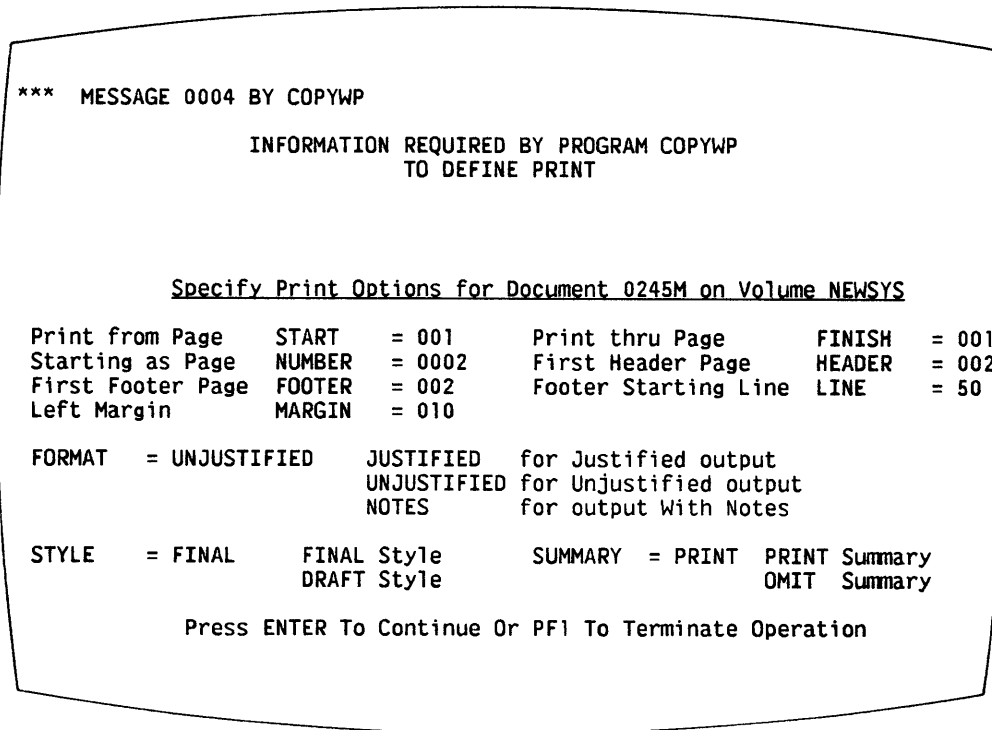 *** MESSAGE 0004 BY COPYWP
INFORMATION REQUIRED BY PROGRAM COPYWP
TO DEFINE PRINT
Specify Print Options for Document 0245M on Volume NEWSYS
Print from Page START = 001 Print thru Page FINISH = 001
Starting as Page NUMBER = 0002 First Header Page HEADER = 002
First Footer Page FOOTER = 002 Footer Starting Line LINE = 50
Left Margin MARGIN = 010
FORMAT = UNJUSTIFIED JUSTIFIED for Justified output
UNJUSTIFIED for Unjustified output
NOTES for output With Notes
STYLE = FINAL FINAL Style SUMMARY = PRINT PRINT Summary
DRAFT Style OMIT Summary
Press ENTER To Continue Or PF1 To Terminate Operation